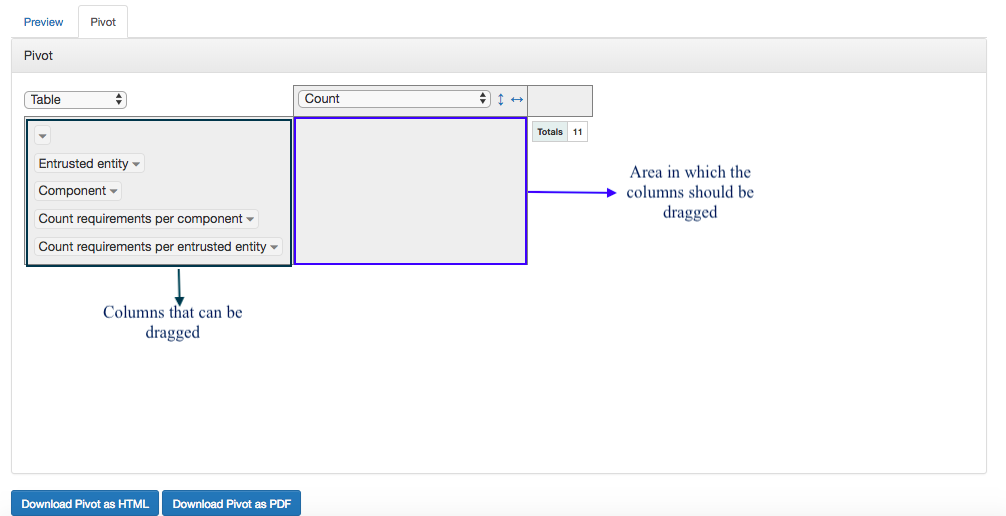 Preview Pivot
Pivot
Table
Count
Totals 11
Entrusted entity
Component
Count requirements per component
Count requirements per entrusted entity
Area in which the
columns should be
dragged
Columns that can be
dragged
Download Pivot as HTML Download Pivot as PDF